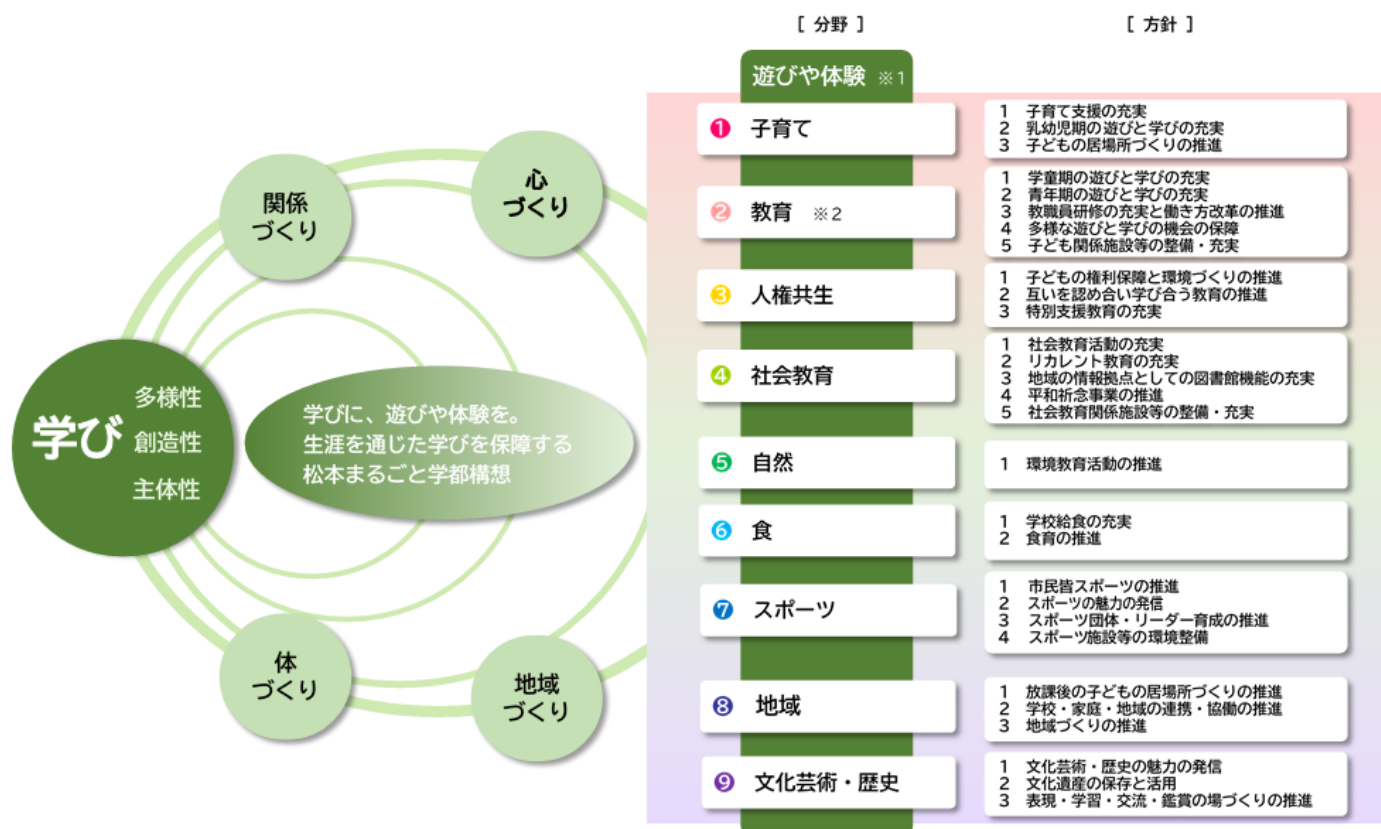 [ 分野 ]
[ 方針 ]
関係
づくり
心
づくり
学び
多様性
創造性
主体性
学びに、遊びや体験を。
生涯を通じた学びを保障する
松本まるごと学都構想
体
づくり
地域
づくり
遊びや体験 ※1
❶ 子育て
1 子育て支援の充実
2 乳幼児期の遊びと学びの充実
3 子どもの居場所づくりの推進
❷ 教育 ※2
1 学童期の遊びと学びの充実
2 青年期の遊びと学びの充実
3 教職員研修の充実と働き方改革の推進
4 多様な遊びと学びの機会の保障
5 子ども関係施設等の整備・充実
❸ 人権共生
1 子どもの権利保障と環境づくりの推進
2 互いを認め合い学び合う教育の推進
3 特別支援教育の充実
❹ 社会教育
1 社会教育活動の充実
2 リカレント教育の充実
3 地域の情報拠点としての図書館機能の充実
4 平和祈念事業の推進
5 社会教育関係施設等の整備・充実
❺ 自然
1 環境教育活動の推進
❻ 食
1 学校給食の充実
2 食育の推進
❼ スポーツ
1 市民皆スポーツの推進
2 スポーツの魅力の発信
3 スポーツ団体・リーダー育成の推進
4 スポーツ施設等の環境整備
❽ 地域
1 放課後の子どもの居場所づくりの推進
2 学校・家庭・地域の連携・協働の推進
3 地域づくりの推進
❾ 文化芸術・歴史
1 文化芸術・歴史の魅力の発信
2 文化遺産の保存と活用
3 表現・学習・交流・鑑賞の場づくりの推進